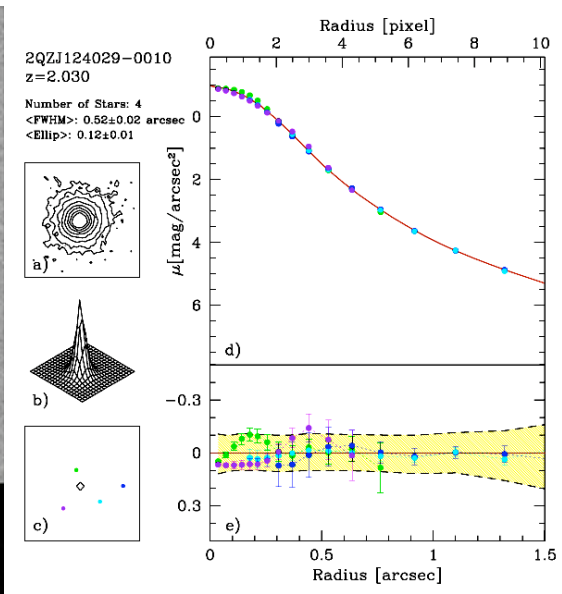 2QZJ124029-0010
z=2.030
Number of Stars: 4
<FWHM>: 0.52±0.02 arcsec
<Ellip>: 0.12±0.01
a)
b)
c)
Radius [pixel]
0 2 4 6 8 10
μ[mag/arcsec²]
0
2
4
6
d)
-0.3
0
0.3
e)
0 0.5 1 1.5
Radius [arcsec]